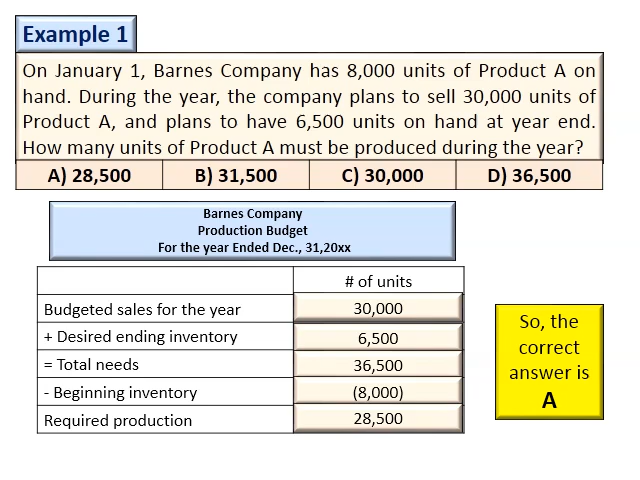 Example 1
On January 1, Barnes Company has 8,000 units of Product A on
hand. During the year, the company plans to sell 30,000 units of
Product A, and plans to have 6,500 units on hand at year end.
How many units of Product A must be produced during the year?
A) 28,500 B) 31,500 C) 30,000 D) 36,500
Barnes Company
Production Budget
For the year Ended Dec., 31,20xx
# of units
Budgeted sales for the year 30,000
+ Desired ending inventory 6,500
= Total needs 36,500
- Beginning inventory (8,000)
Required production 28,500
So, the
correct
answer is
A